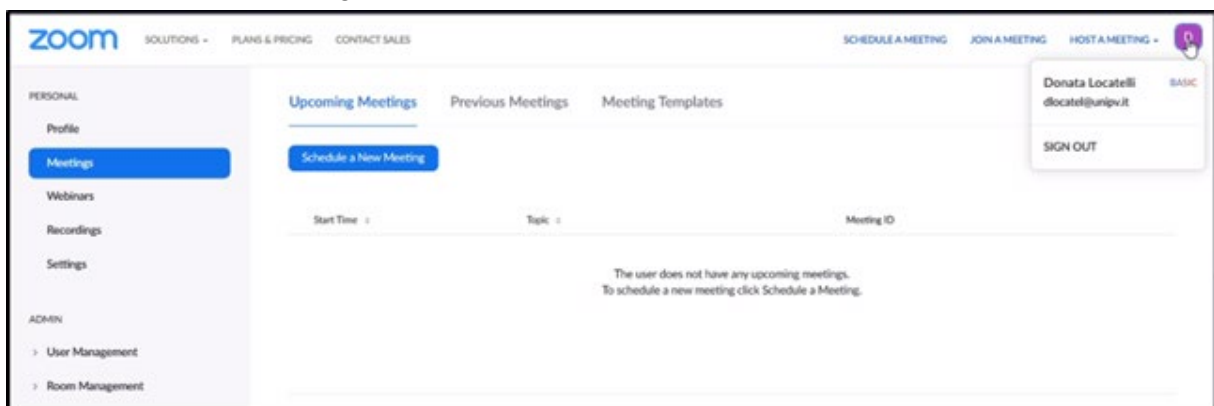 zoom SOLUTIONS PLANS & PRICING CONTACT SALES SCHEDULE A MEETING JOIN A MEETING HOST A MEETING D
Donata Locatelli BASIC
dlocatel@unipv.it
SIGN OUT
PERSONAL
Profile
Meetings
Webinars
Recordings
Settings
ADMIN
User Management
Room Management
Upcoming Meetings Previous Meetings Meeting Templates
Schedule a New Meeting
Start Time Topic Meeting ID
The user does not have any upcoming meetings.
To schedule a new meeting click Schedule a Meeting.